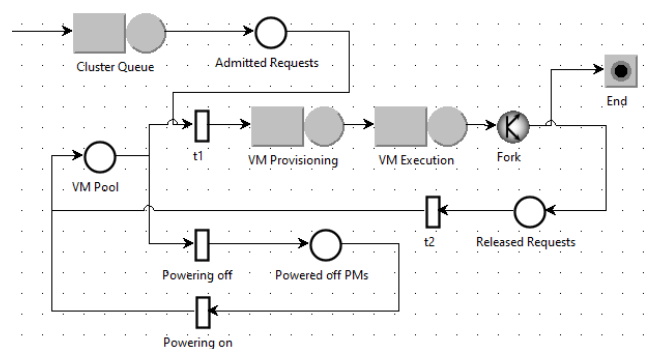 Cluster Queue
Admitted Requests
End
t1
VM Provisioning
VM Execution
Fork
VM Pool
t2
Released Requests
Powering off
Powered off PMs
Powering on